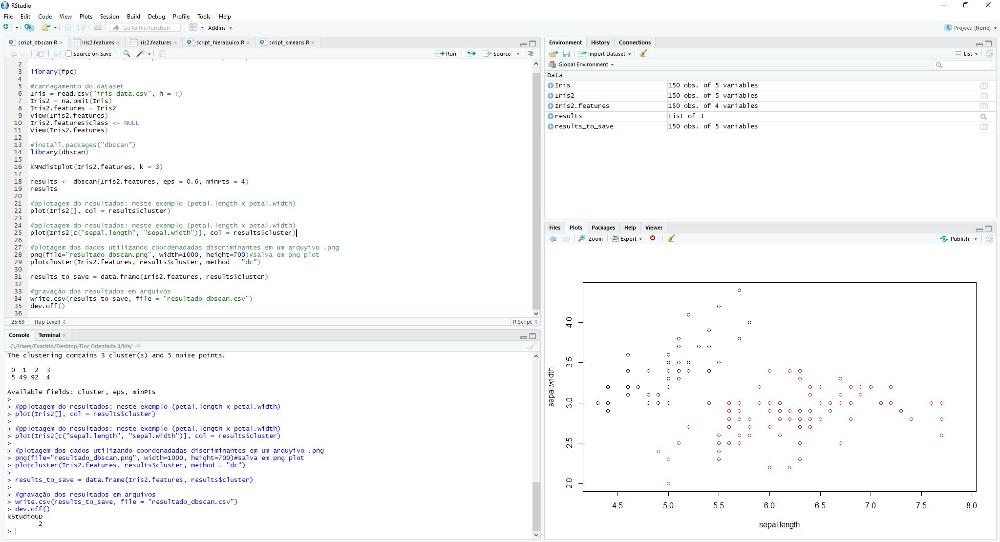 RStudio
File Edit Code View Plots Session Build Debug Profile Tools Help
Go to file/function Addins Project: (None)
script_dbscan.R Iris2.features Iris2.features script_hieraquico.R script_kmeans.R
Source on Save Run Source
2
3 library(fpc)
4
5 #carragamento do dataset
6 Iris = read.csv("iris_data.csv", h = T)
7 Iris2 = na.omit(Iris)
8 Iris2.features = Iris2
9 View(Iris2.features)
10 Iris2.features$class <- NULL
11 View(Iris2.features)
12
13 #install.packages("dbscan")
14 library(dbscan)
15
16 kNNdistplot(Iris2.features, k = 3)
17
18 results <- dbscan(Iris2.features, eps = 0.6, minPts = 4)
19 results
20
21 #pplotagem do resultados: neste exemplo (petal.length x petal.width)
22 plot(Iris2[], col = results$cluster)
23
24 #pplotagem do resultados: neste exemplo (petal.length x petal.width)
25 plot(Iris2[c("sepal.length", "sepal.width")], col = results$cluster)
26
27 #plotagem dos dados utilizando coordenadadas discriminantes em um arquyivo .png
28 png(file="resultado_dbscan.png", width=1000, height=700)#salva em png plot
29 plotcluster(Iris2.features, results$cluster, method = "dc")
30
31 results_to_save = data.frame(Iris2.features, results$cluster)
32
33 #gravação dos resultados em arquivos
34 write.csv(results_to_save, file = "resultado_dbscan.csv")
35 dev.off()
36
25:69 (Top Level) R Script
Console Terminal
C:/Users/Evaristo/Desktop/Doc Orientada II/iris/
The clustering contains 3 cluster(s) and 5 noise points.
0 1 2 3
5 49 92 4
Available fields: cluster, eps, minPts
>
> #pplotagem do resultados: neste exemplo (petal.length x petal.width)
> plot(Iris2[], col = results$cluster)
>
> #pplotagem do resultados: neste exemplo (petal.length x petal.width)
> plot(Iris2[c("sepal.length", "sepal.width")], col = results$cluster)
>
> #plotagem dos dados utilizando coordenadadas discriminantes em um arquyivo .png
> png(file="resultado_dbscan.png", width=1000, height=700)#salva em png plot
> plotcluster(Iris2.features, results$cluster, method = "dc")
>
> results_to_save = data.frame(Iris2.features, results$cluster)
>
> #gravação dos resultados em arquivos
> write.csv(results_to_save, file = "resultado_dbscan.csv")
> dev.off()
RStudioGD
2
>
Environment History Connections
Import Dataset List
Global Environment
Data
Iris 150 obs. of 5 variables
Iris2 150 obs. of 5 variables
Iris2.features 150 obs. of 4 variables
results List of 3
results_to_save 150 obs. of 5 variables
Files Plots Packages Help Viewer
Zoom Export Publish
sepal.width
4.0
3.5
3.0
2.5
2.0
4.5 5.0 5.5 6.0 6.5 7.0 7.5 8.0
sepal.length